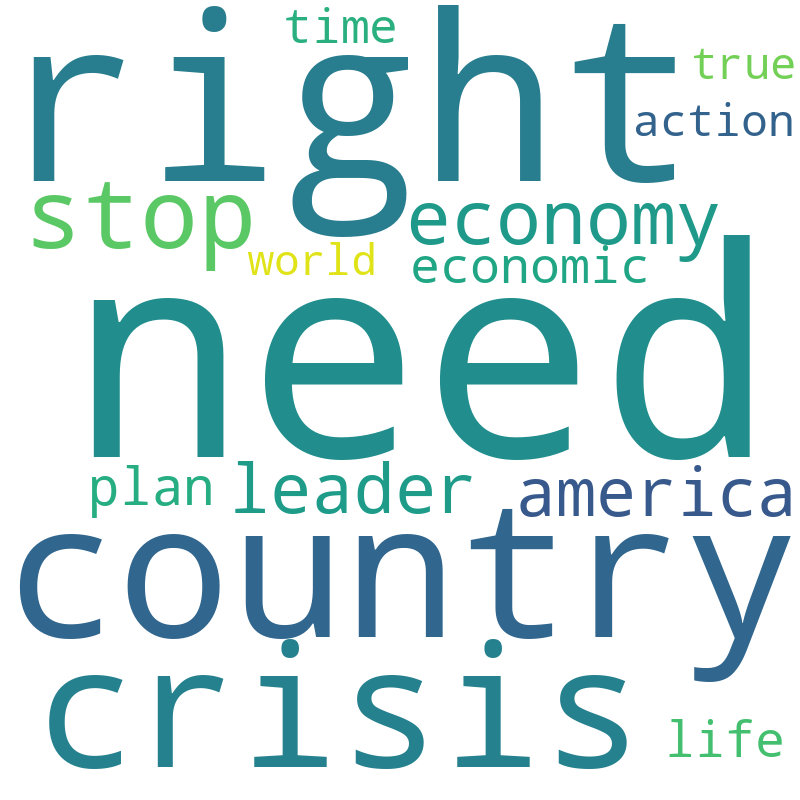 time
right
true
action
stop
economy
world
economic
need
plan
leader
america
country
crisis
life